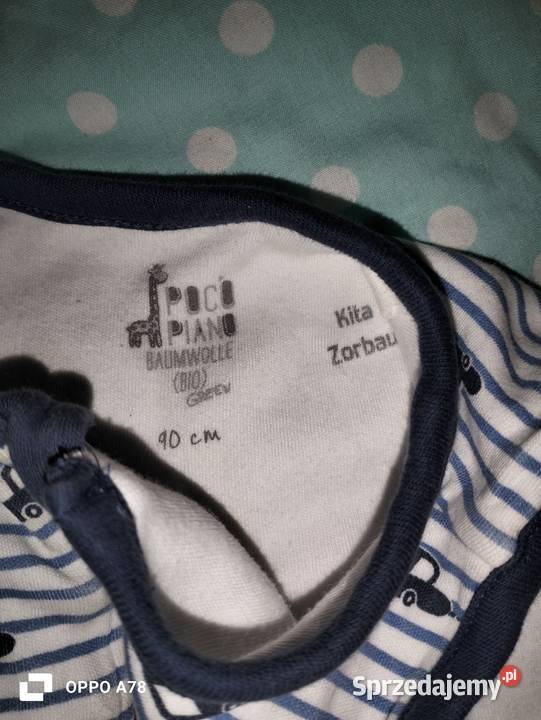 POCO
PIANO
BAUMWOLLE
(BIO)
GREEN
90 cm
Kita
Zorbau
OPPO A78
Sprzedajemy.pl